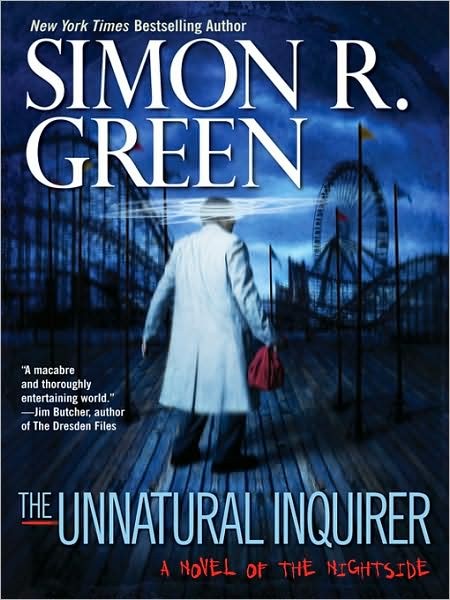 New York Times Bestselling Author
SIMON R.
GREEN
“A macabre
and thoroughly
entertaining world.”
—Jim Butcher, author
of The Dresden Files
THE UNNATURAL INQUIRER
A NOVEL OF THE NIGHTSIDE